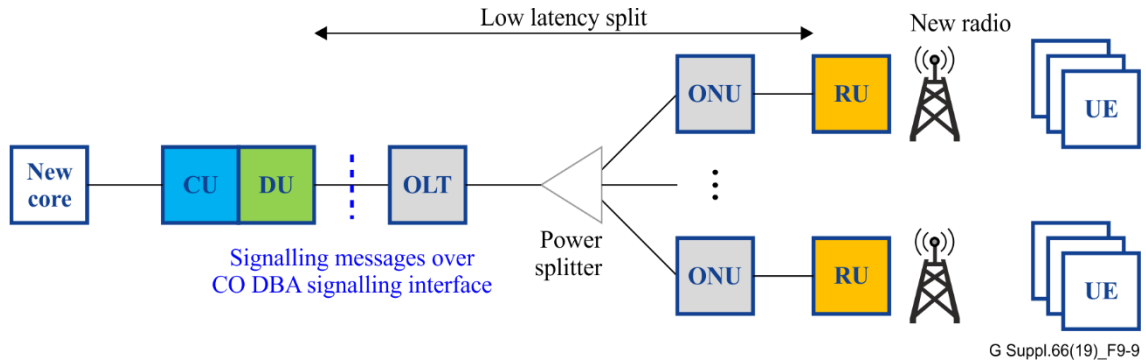 Low latency split
New radio
ONU
RU
UE
New
core
CU
DU
OLT
Power
splitter
Signalling messages over
CO DBA signalling interface
ONU
RU
UE
G Suppl.66(19)_F9-9